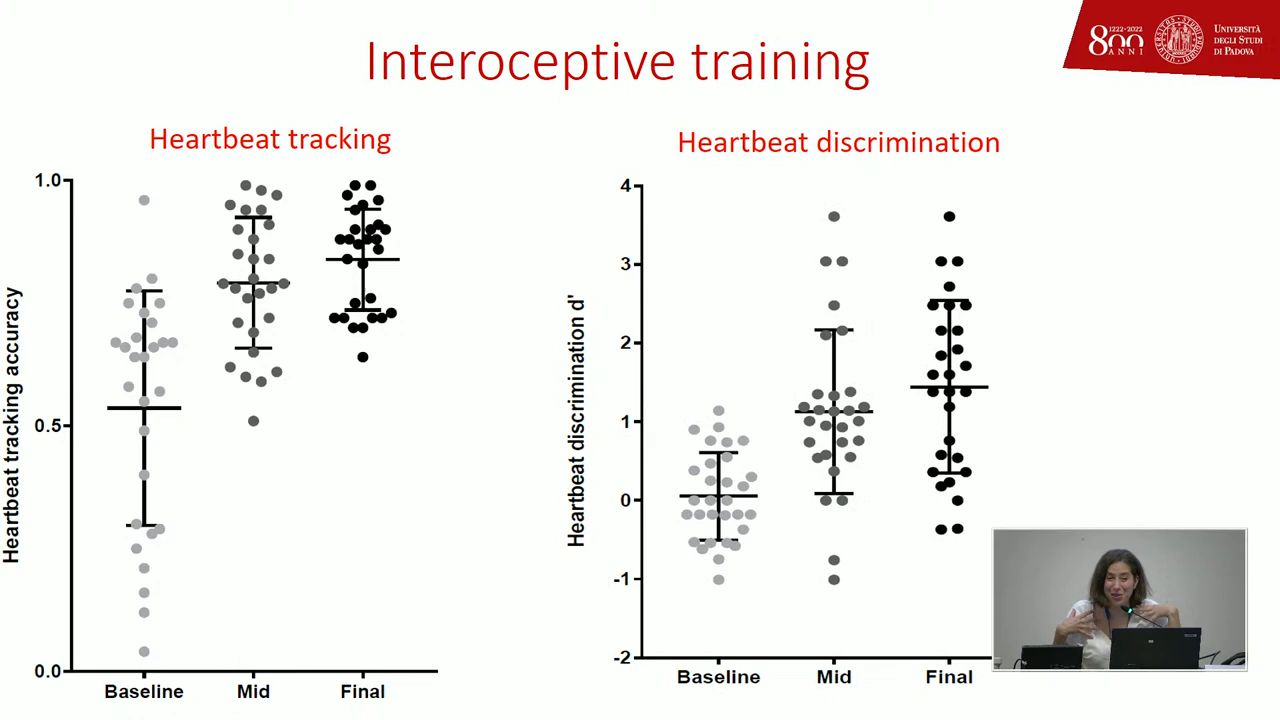 Interoceptive training
1222·2022
800
ANNI
UNIVERSITÀ
DEGLI STUDI
DI PADOVA
Heartbeat tracking
Heartbeat tracking accuracy
1.0
0.5
0.0
Baseline Mid Final
Heartbeat discrimination
Heartbeat discrimination d'
4
3
2
1
0
-1
-2
Baseline Mid Final